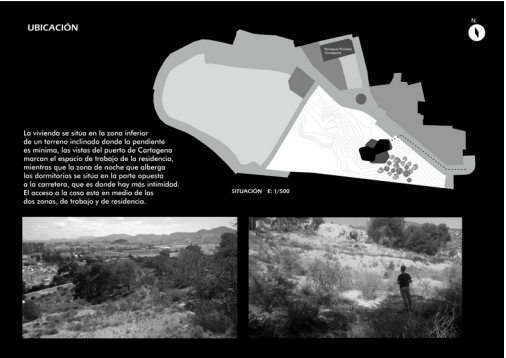 UBICACIÓN
N
Parroquia Purísima
Concepción
La vivienda se sitúa en la zona inferior
de un terreno inclinado donde la pendiente
es mínima, las vistas del puerto de Cartagena
marcan el espacio de trabajo de la residencia,
mientras que la zona de noche que alberga
los dormitorios se sitúa en la parte opuesta
a la carretera, que es donde hay más intimidad.
El acceso a la casa está en medio de las
dos zonas, de trabajo y de residencia.
SITUACIÓN E: 1/500